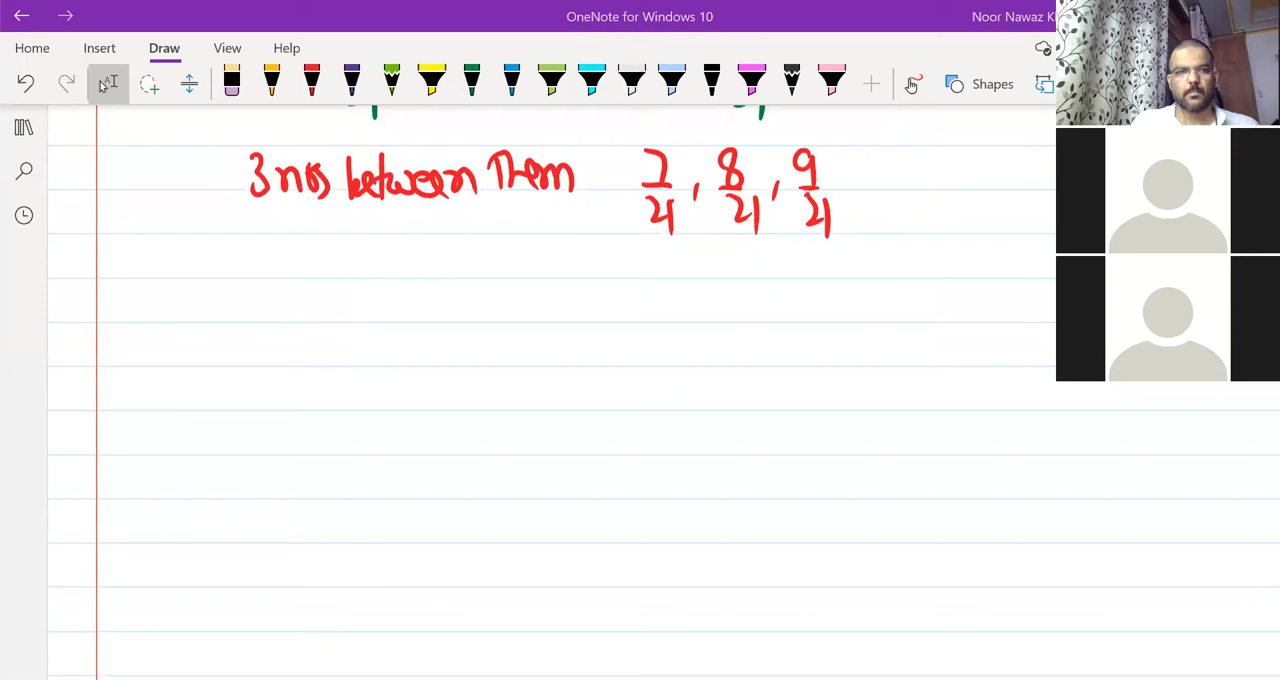 OneNote for Windows 10
Noor Nawaz K
Home Insert Draw View Help
Shapes
3 nos between Them 7/21, 8/21, 9/21